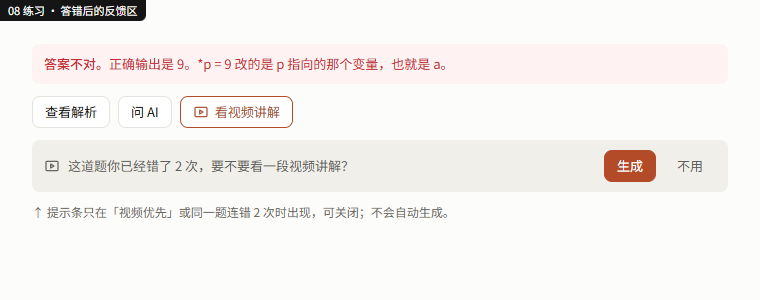 08 练习 · 答错后的反馈区
答案不对。正确输出是 9。*p = 9 改的是 p 指向的那个变量，也就是 a。
查看解析 问 AI 看视频讲解
这道题你已经错了 2 次，要不要看一段视频讲解？ 生成 不用
↑ 提示条只在「视频优先」或同一题连错 2 次时出现，可关闭；不会自动生成。